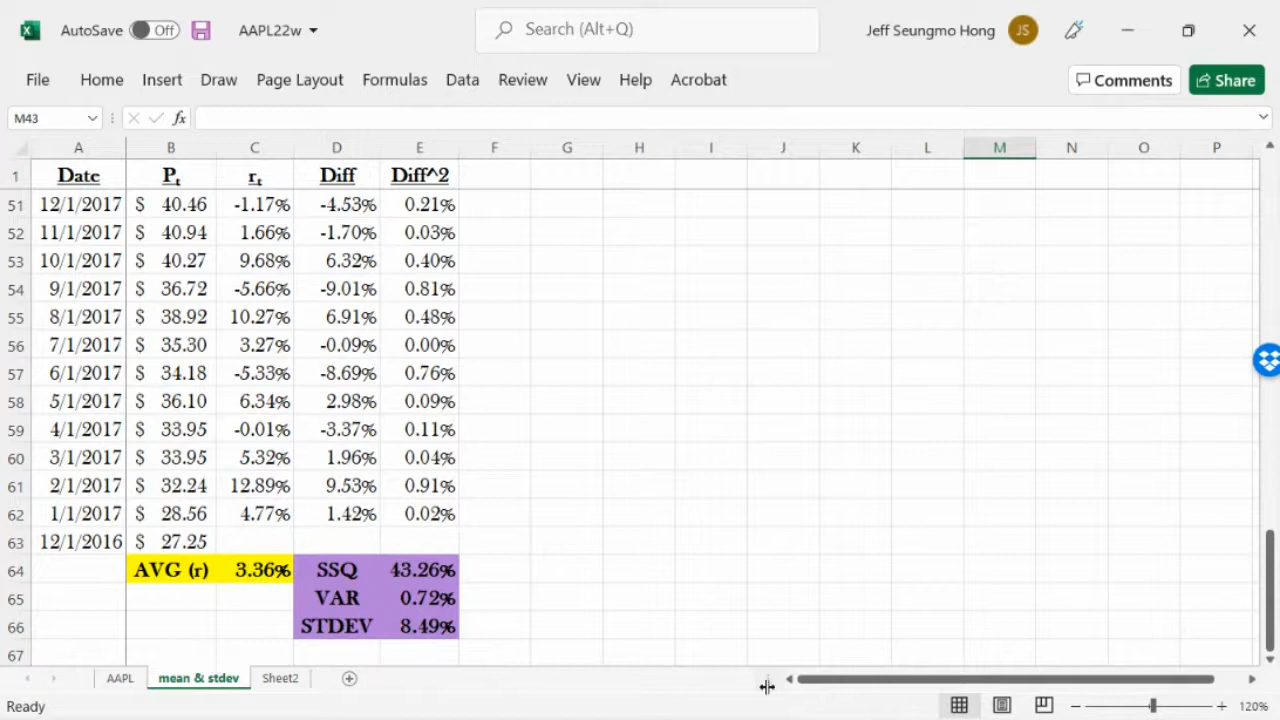 AutoSave Off AAPL22w Search (Alt+Q) Jeff Seungmo Hong JS
File Home Insert Draw Page Layout Formulas Data Review View Help Acrobat Comments Share
M43 fx
A B C D E F G H I J K L M N O P
1 Date Pt rt Diff Diff^2
51 12/1/2017 $ 40.46 -1.17% -4.53% 0.21%
52 11/1/2017 $ 40.94 1.66% -1.70% 0.03%
53 10/1/2017 $ 40.27 9.68% 6.32% 0.40%
54 9/1/2017 $ 36.72 -5.66% -9.01% 0.81%
55 8/1/2017 $ 38.92 10.27% 6.91% 0.48%
56 7/1/2017 $ 35.30 3.27% -0.09% 0.00%
57 6/1/2017 $ 34.18 -5.33% -8.69% 0.76%
58 5/1/2017 $ 36.10 6.34% 2.98% 0.09%
59 4/1/2017 $ 33.95 -0.01% -3.37% 0.11%
60 3/1/2017 $ 33.95 5.32% 1.96% 0.04%
61 2/1/2017 $ 32.24 12.89% 9.53% 0.91%
62 1/1/2017 $ 28.56 4.77% 1.42% 0.02%
63 12/1/2016 $ 27.25
64 AVG (r) 3.36% SSQ 43.26%
65 VAR 0.72%
66 STDEV 8.49%
67
AAPL mean & stdev Sheet2
Ready 120%